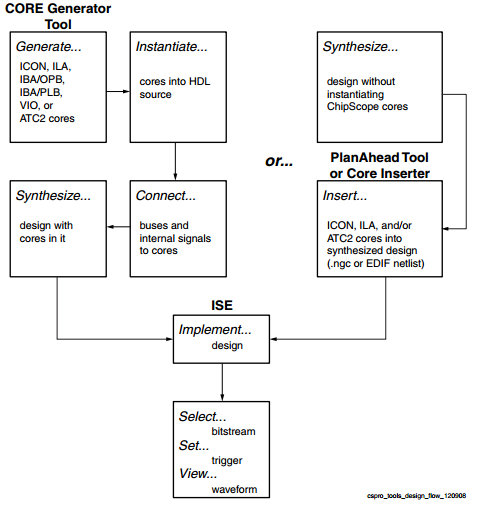 CORE Generator
Tool
Generate...
ICON, ILA,
IBA/OPB,
IBA/PLB,
VIO, or
ATC2 cores
Instantiate...
cores into HDL
source
Synthesize...
design without
instantiating
ChipScope cores
or...
PlanAhead Tool
or Core Inserter
Synthesize...
design with
cores in it
Connect...
buses and
internal signals
to cores
Insert...
ICON, ILA, and/or
ATC2 cores into
synthesized design
(.ngc or EDIF netlist)
ISE
Implement...
design
Select...
bitstream
Set...
trigger
View...
waveform
cspro_tools_design_flow_120908